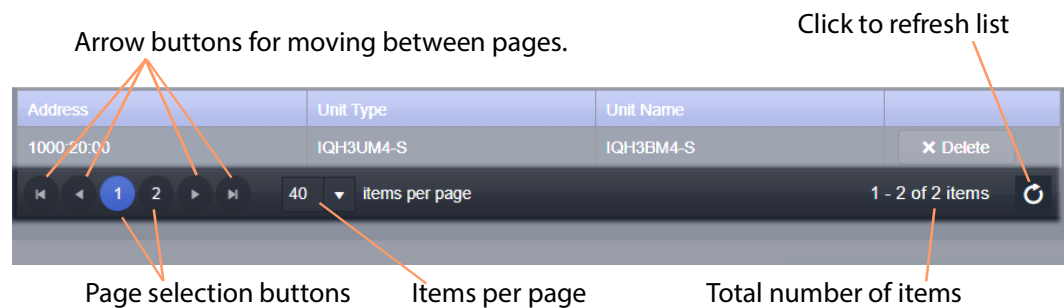 Click to refresh list
Arrow buttons for moving between pages.
Address Unit Type Unit Name
1000:20:00 IQH3UM4-S IQH3BM4-S × Delete
1 2 40 items per page 1 - 2 of 2 items
Page selection buttons Items per page Total number of items